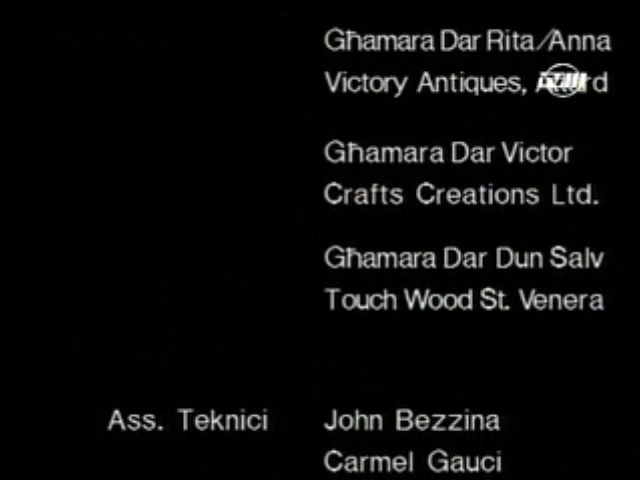 Għamara Dar Rita/Anna
Victory Antiques,
Għamara Dar Victor
Crafts Creations Ltd.
Għamara Dar Dun Salv
Touch Wood St. Venera
Ass. Teknici John Bezzina
Carmel Gauci